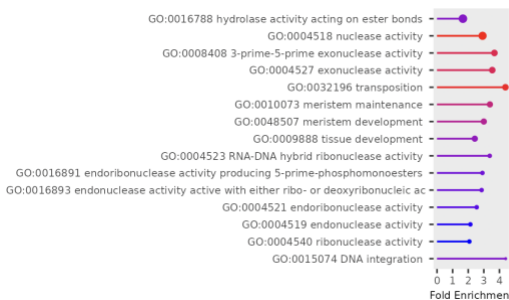 GO:0016788 hydrolase activity acting on ester bonds
GO:0004518 nuclease activity
GO:0008408 3-prime-5-prime exonuclease activity
GO:0004527 exonuclease activity
GO:0032196 transposition
GO:0010073 meristem maintenance
GO:0048507 meristem development
GO:0009888 tissue development
GO:0004523 RNA-DNA hybrid ribonuclease activity
GO:0016891 endoribonuclease activity producing 5-prime-phosphomonoesters
GO:0016893 endonuclease activity active with either ribo- or deoxyribonucleic ac
GO:0004521 endoribonuclease activity
GO:0004519 endonuclease activity
GO:0004540 ribonuclease activity
GO:0015074 DNA integration
0 1 2 3 4
Fold Enrichmen